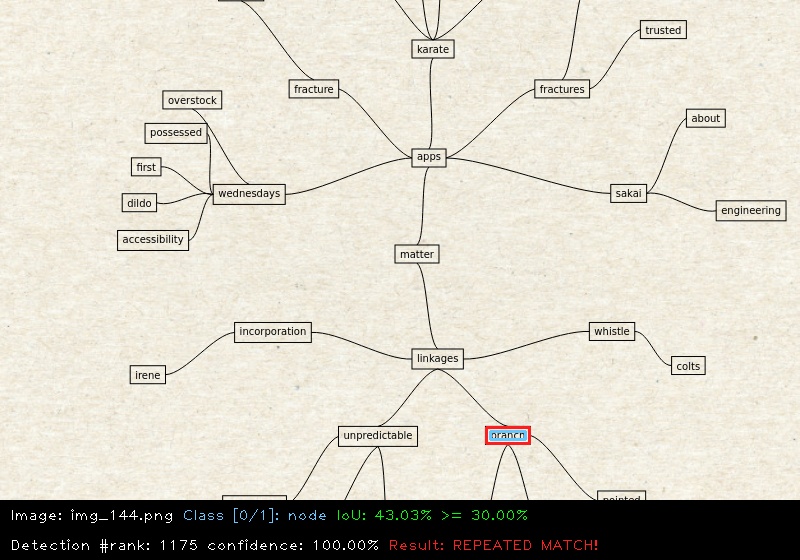 karate
trusted
fracture
fractures
overstock
about
possessed
apps
first
wednesdays
sakai
dildo
engineering
accessibility
matter
incorporation
whistle
linkages
irene
colts
unpredictable
Image: img_144.png Class [0/1]: node IoU: 43.03% >= 30.00%
Detection #rank: 1175 confidence: 100.00% Result: REPEATED MATCH!